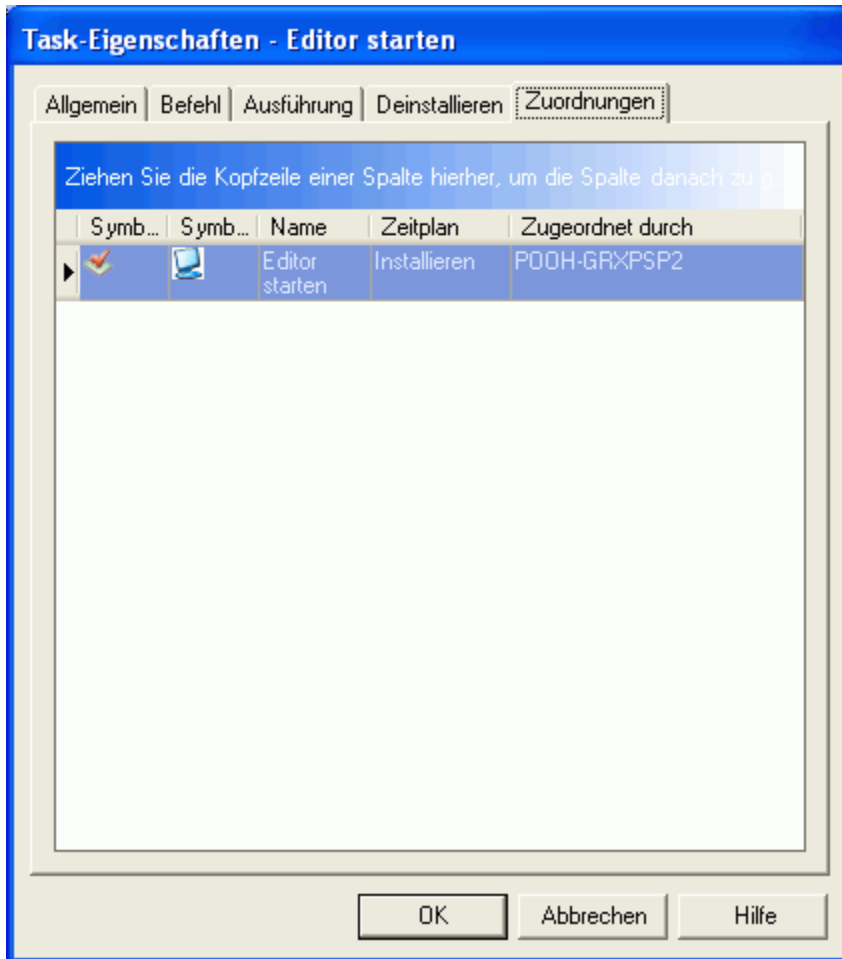 Task-Eigenschaften - Editor starten
Allgemein Befehl Ausführung Deinstallieren Zuordnungen
Ziehen Sie die Kopfzeile einer Spalte hierher, um die Spalte danach zu g...
Symb... Symb... Name Zeitplan Zugeordnet durch
Editor starten Installieren POOH-GRXPSP2
OK Abbrechen Hilfe